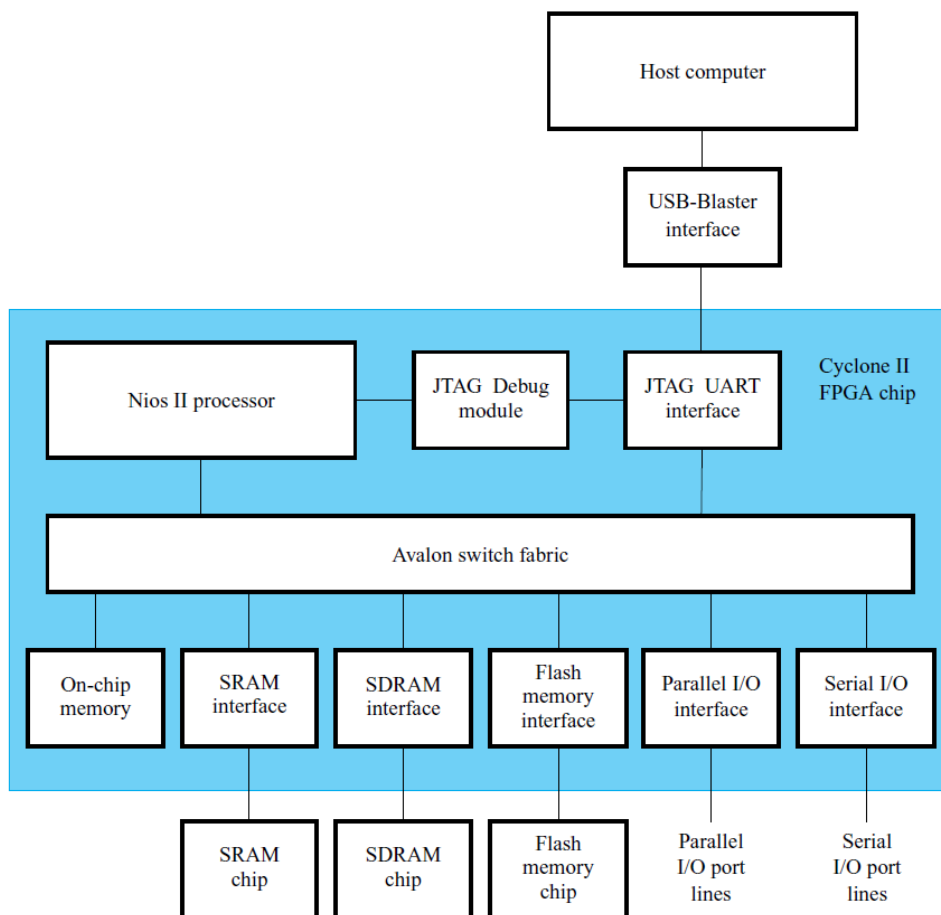 Host computer
USB-Blaster
interface
Cyclone II
FPGA chip
Nios II processor
JTAG Debug
module
JTAG UART
interface
Avalon switch fabric
On-chip
memory
SRAM
interface
SDRAM
interface
Flash
memory
interface
Parallel I/O
interface
Serial I/O
interface
SRAM
chip
SDRAM
chip
Flash
memory
chip
Parallel
I/O port
lines
Serial
I/O port
lines